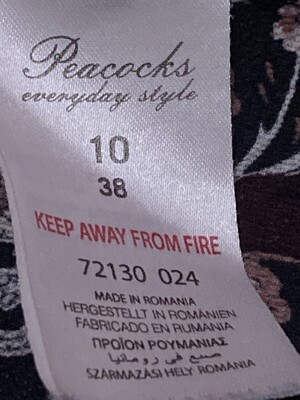 Peacocks
everyday style
10
38
KEEP AWAY FROM FIRE
72130 024
MADE IN ROMANIA
HERGESTELLT IN ROMÄNIEN
FABRICADO EN RUMANIA
ΠΡΟΪΟΝ ΡΟΥΜΑΝΙΑΣ
صنع في رومانيا
SZÁRMAZÁSI HELY: ROMANIA